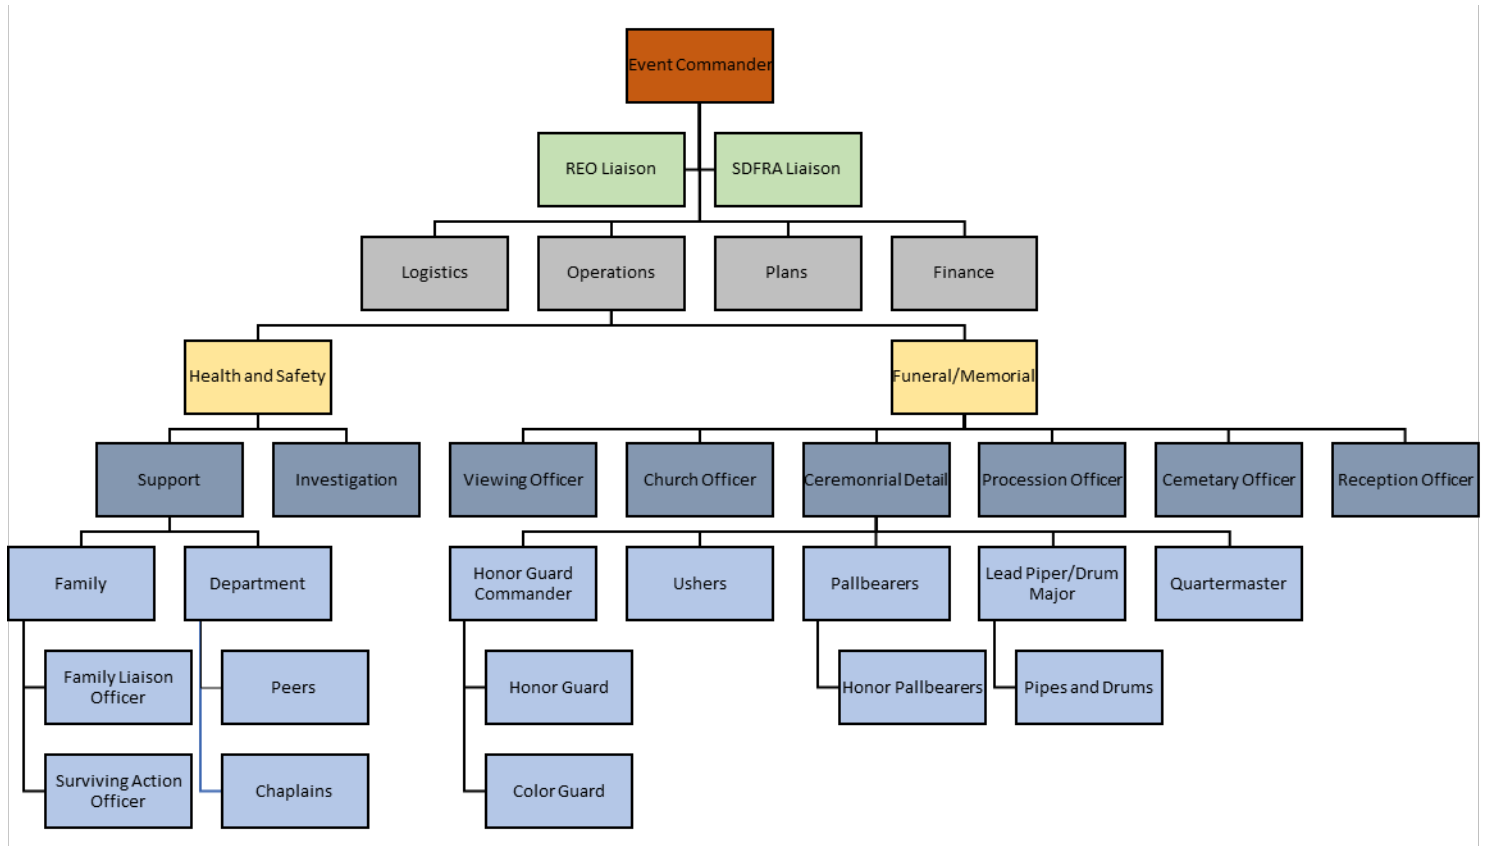 Event Commander
REO Liaison
SDFRA Liaison
Logistics
Operations
Plans
Finance
Health and Safety
Funeral/Memorial
Support
Investigation
Viewing Officer
Church Officer
Ceremonrial Detail
Procession Officer
Cemetary Officer
Reception Officer
Family
Department
Honor Guard
Commander
Ushers
Pallbearers
Lead Piper/Drum
Major
Quartermaster
Family Liaison
Officer
Peers
Honor Guard
Honor Pallbearers
Pipes and Drums
Surviving Action
Officer
Chaplains
Color Guard